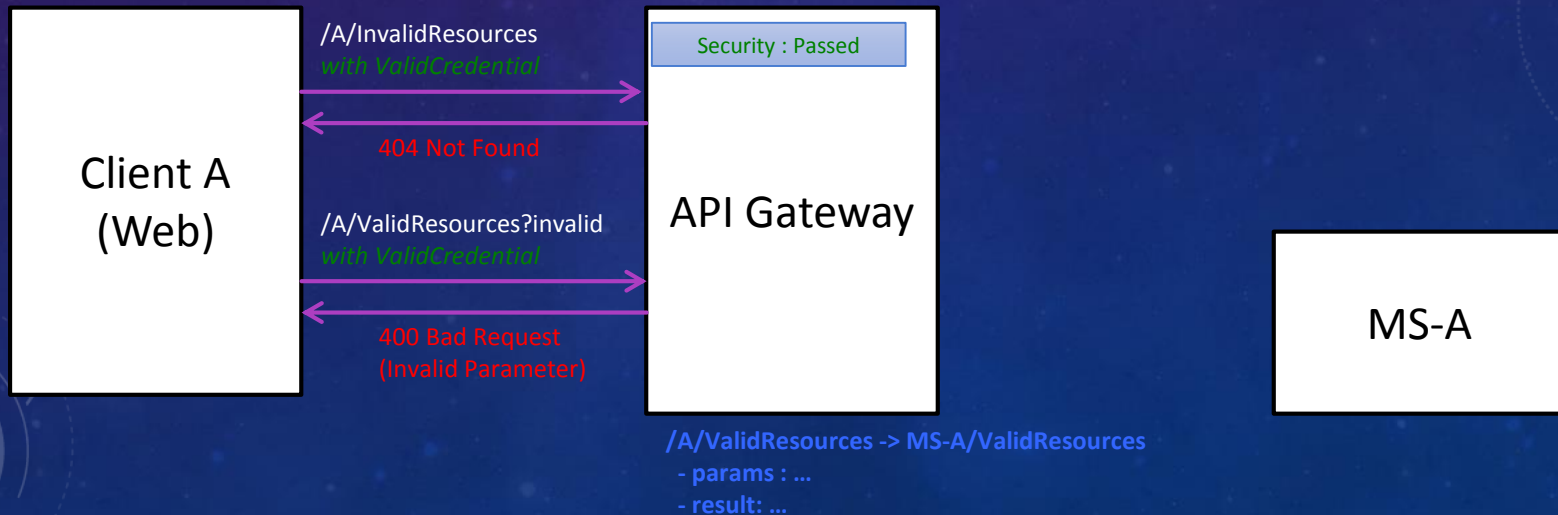 Client A
(Web)
/A/InvalidResources
with ValidCredential
404 Not Found
/A/ValidResources?invalid
with ValidCredential
400 Bad Request
(Invalid Parameter)
Security : Passed
API Gateway
MS-A
/A/ValidResources -> MS-A/ValidResources
- params : …
- result: …